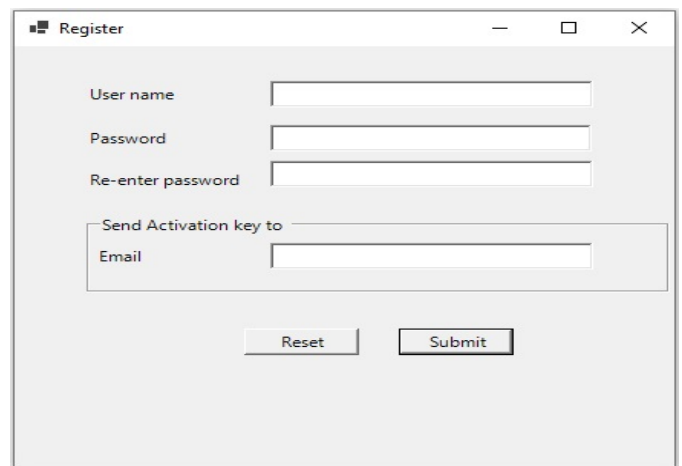 Register
User name
Password
Re-enter password
Send Activation key to
Email
Reset Submit